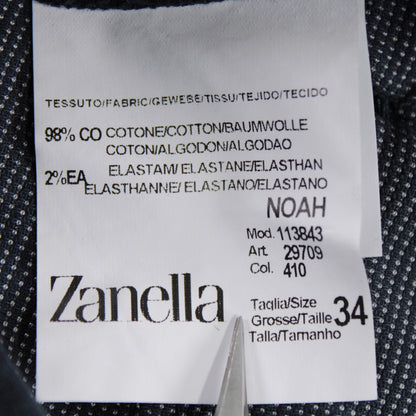 TESSUTO/FABRIC/GEWEBE/TISSU/TEJIDO/TECIDO
98% CO COTONE/COTTON/BAUMWOLLE
COTON/ALGODON/ALGODAO
2%EA ELASTAM/ ELASTANE/ELASTHAN
ELASTHANNE/ ELASTANO/ELASTANO
NOAH
Mod. 113843
Art 29709
Col. 410
Zanella
Taglia/Size
Grosse/Taille 34
Talla/Tamanho